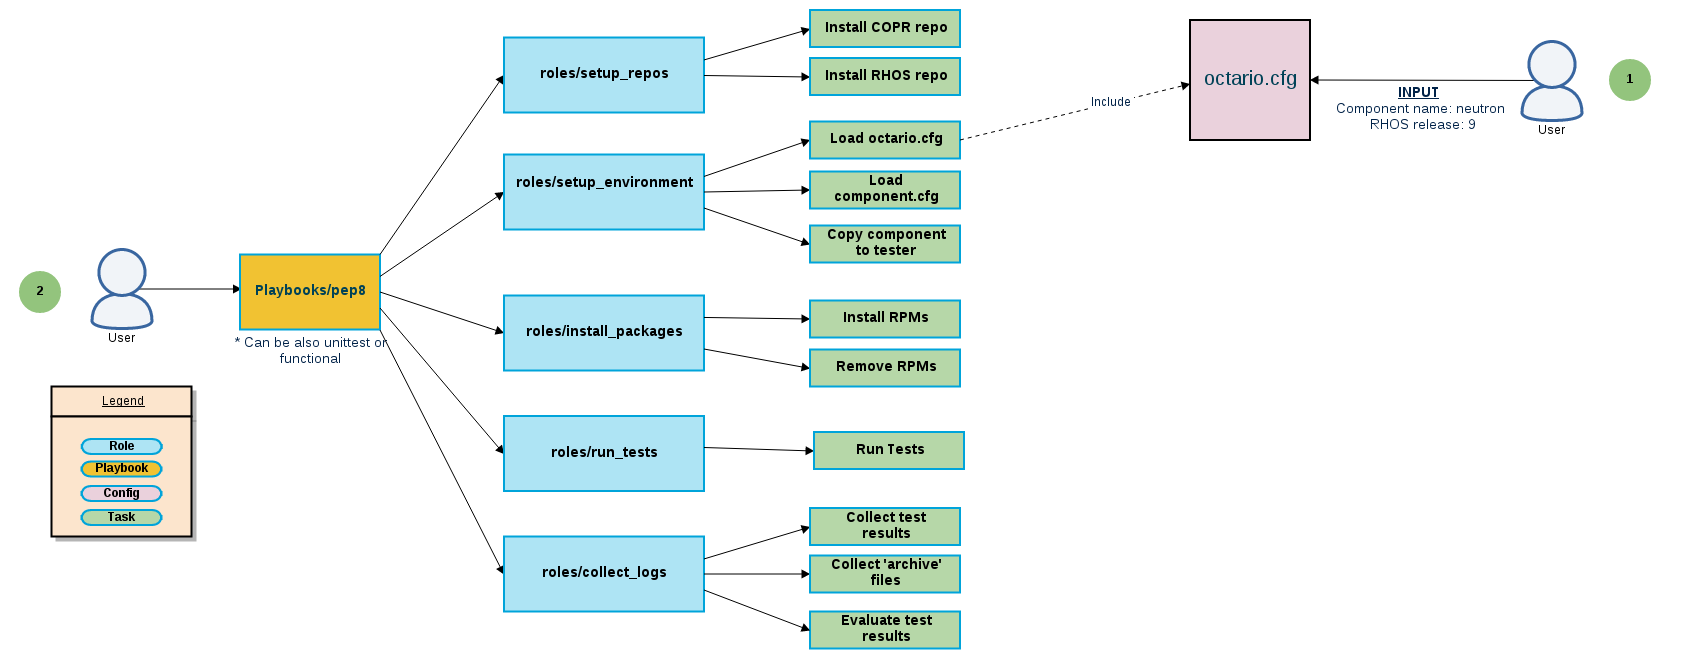 Install COPR repo
roles/setup_repos
Install RHOS repo
octario.cfg
1
INPUT
Component name: neutron
RHOS release: 9
User
Include
Load octario.cfg
roles/setup_environment
Load
component.cfg
Copy component
to tester
2
User
Playbooks/pep8
* Can be also unittest or
functional
roles/install_packages
Install RPMs
Remove RPMs
Legend
Role
Playbook
Config
Task
roles/run_tests
Run Tests
roles/collect_logs
Collect test
results
Collect 'archive'
files
Evaluate test
results